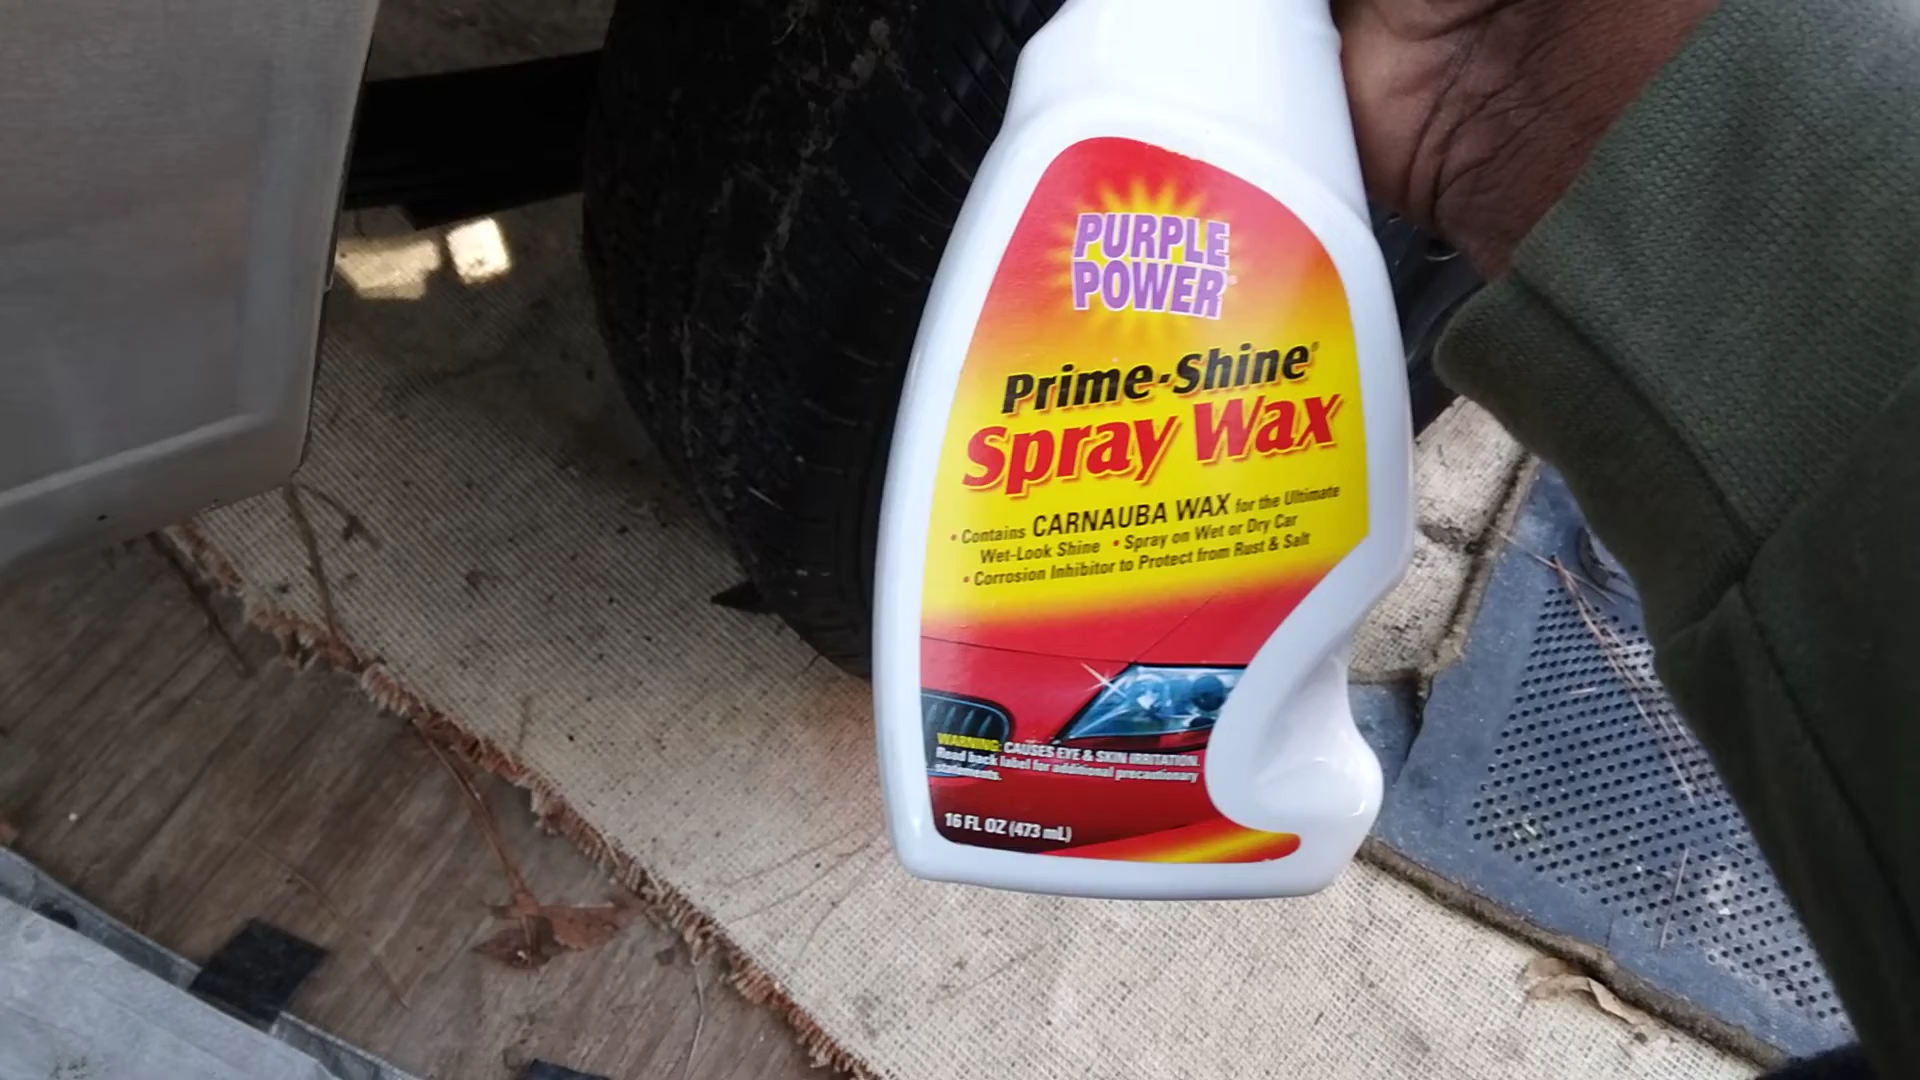 PURPLE
POWER®
Prime-Shine®
Spray Wax
• Contains CARNAUBA WAX for the Ultimate
Wet-Look Shine • Spray on Wet or Dry Car
• Corrosion Inhibitor to Protect from Rust & Salt
WARNING: CAUSES EYE & SKIN IRRITATION.
Read back label for additional precautionary
statements.
16 FL OZ (473 mL)